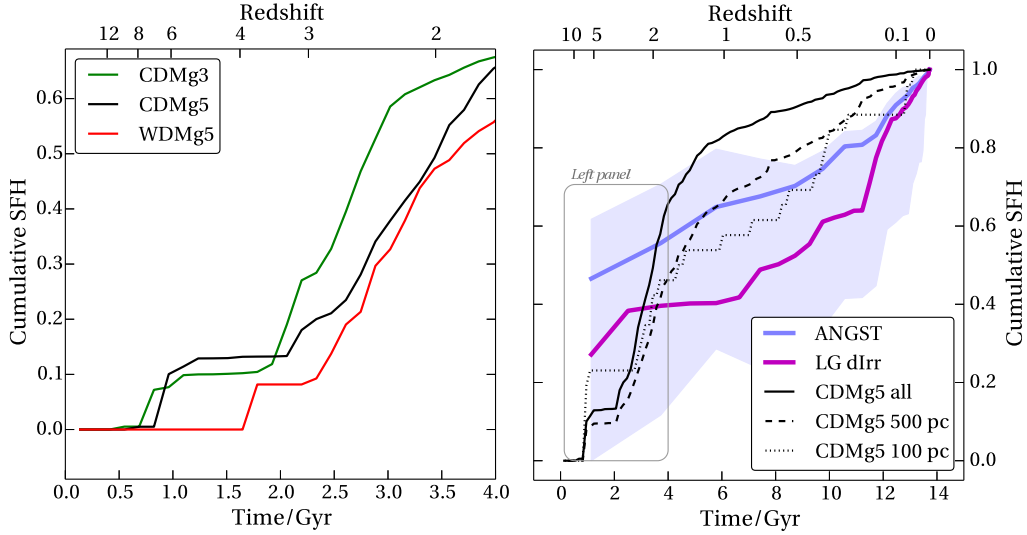 Redshift
12 8 6 4 3 2
Cumulative SFH
0.6
0.5
0.4
0.3
0.2
0.1
0.0
CDMg3
CDMg5
WDMg5
0.0 0.5 1.0 1.5 2.0 2.5 3.0 3.5 4.0
Time/Gyr
Redshift
10 5 2 1 0.5 0.1 0
Left panel
1.0
0.8
0.6
0.4
0.2
0.0
Cumulative SFH
ANGST
LG dIrr
CDMg5 all
CDMg5 500 pc
CDMg5 100 pc
0 2 4 6 8 10 12 14
Time/Gyr